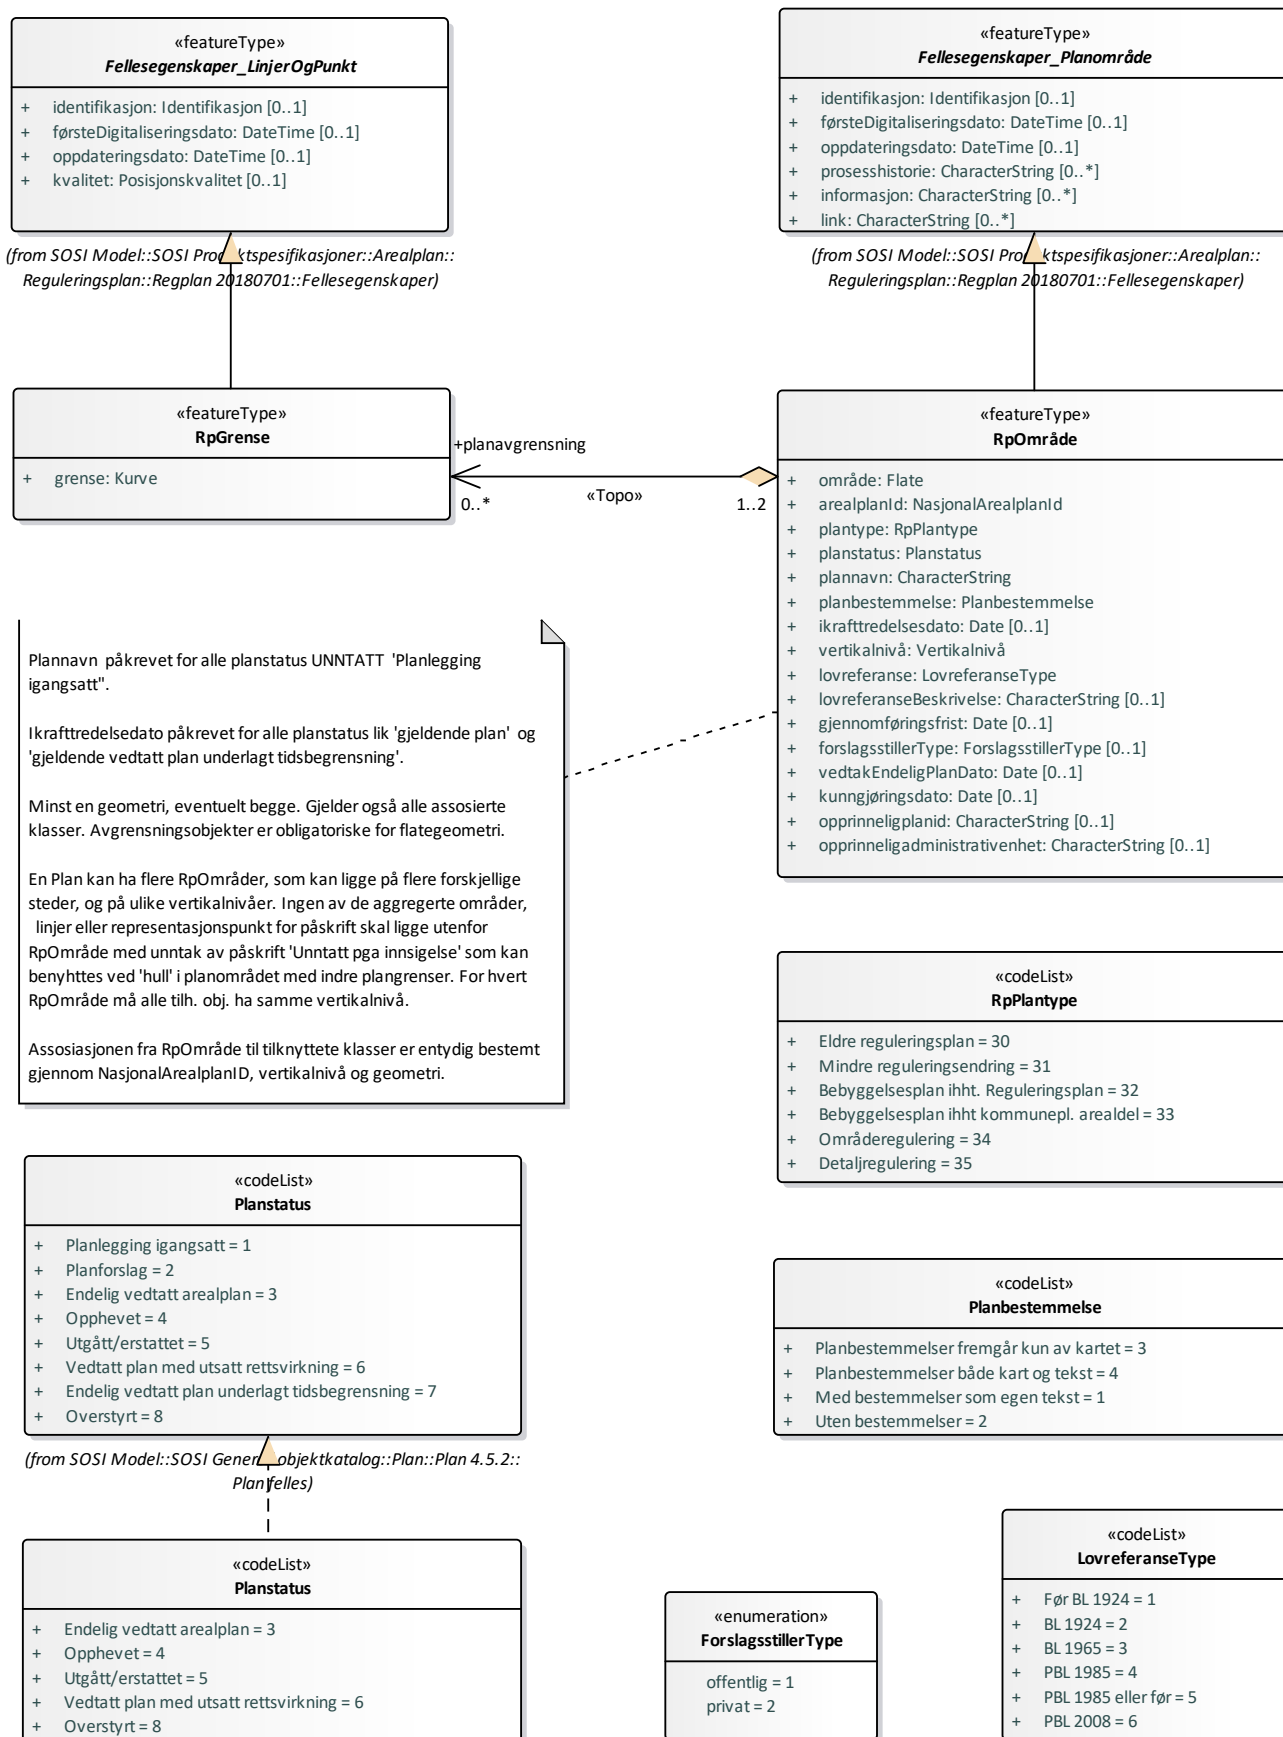 «featureType»
Fellesegenskaper_LinjerOgPunkt
+ identifikasjon: Identifikasjon [0..1]
+ førsteDigitaliseringsdato: DateTime [0..1]
+ oppdateringsdato: DateTime [0..1]
+ kvalitet: Posisjonskvalitet [0..1]
(from SOSI Model::SOSI Produktspesifikasjoner::Arealplan::
Reguleringsplan::Regplan 20180701::Fellesegenskaper)
«featureType»
Fellesegenskaper_Planområde
+ identifikasjon: Identifikasjon [0..1]
+ førsteDigitaliseringsdato: DateTime [0..1]
+ oppdateringsdato: DateTime [0..1]
+ prosesshistorie: CharacterString [0..*]
+ informasjon: CharacterString [0..*]
+ link: CharacterString [0..*]
(from SOSI Model::SOSI Produktspesifikasjoner::Arealplan::
Reguleringsplan::Regplan 20180701::Fellesegenskaper)
«featureType»
RpGrense
+ grense: Kurve
+planavgrensning
0..*
«Topo»
1..2
«featureType»
RpOmråde
+ område: Flate
+ arealplanId: NasjonalArealplanId
+ plantype: RpPlantype
+ planstatus: Planstatus
+ plannavn: CharacterString
+ planbestemmelse: Planbestemmelse
+ ikrafttredelsesdato: Date [0..1]
+ vertikalnivå: Vertikalnivå
+ lovreferanse: LovreferanseType
+ lovreferanseBeskrivelse: CharacterString [0..1]
+ gjennomføringsfrist: Date [0..1]
+ forslagsstillerType: ForslagsstillerType [0..1]
+ vedtakEndeligPlanDato: Date [0..1]
+ kunngjøringsdato: Date [0..1]
+ opprinneligplanid: CharacterString [0..1]
+ opprinneligadministrativenhet: CharacterString [0..1]
Plannavn påkrevet for alle planstatus UNNTATT 'Planlegging
igangsatt".
Ikrafttredelsedato påkrevet for alle planstatus lik 'gjeldende plan' og
'gjeldende vedtatt plan underlagt tidsbegrensning'.
Minst en geometri, eventuelt begge. Gjelder også alle assosierte
klasser. Avgrensningsobjekter er obligatoriske for flategeometri.
En Plan kan ha flere RpOmråder, som kan ligge på flere forskjellige
steder, og på ulike vertikalnivåer. Ingen av de aggregerte områder,
linjer eller representasjonspunkt for påskrift skal ligge utenfor
RpOmråde med unntak av påskrift 'Unntatt pga innsigelse' som kan
benyhttes ved 'hull' i planområdet med indre plangrenser. For hvert
RpOmråde må alle tilh. obj. ha samme vertikalnivå.
Assosiasjonen fra RpOmråde til tilknyttete klasser er entydig bestemt
gjennom NasjonalArealplanID, vertikalnivå og geometri.
«codeList»
RpPlantype
+ Eldre reguleringsplan = 30
+ Mindre reguleringsendring = 31
+ Bebyggelsesplan ihht. Reguleringsplan = 32
+ Bebyggelsesplan ihht kommunepl. arealdel = 33
+ Områderegulering = 34
+ Detaljregulering = 35
«codeList»
Planstatus
+ Planlegging igangsatt = 1
+ Planforslag = 2
+ Endelig vedtatt arealplan = 3
+ Opphevet = 4
+ Utgått/erstattet = 5
+ Vedtatt plan med utsatt rettsvirkning = 6
+ Endelig vedtatt plan underlagt tidsbegrensning = 7
+ Overstyrt = 8
(from SOSI Model::SOSI Generell objektkatalog::Plan::Plan 4.5.2::
Plan felles)
«codeList»
Planbestemmelse
+ Planbestemmelser fremgår kun av kartet = 3
+ Planbestemmelser både kart og tekst = 4
+ Med bestemmelser som egen tekst = 1
+ Uten bestemmelser = 2
«codeList»
Planstatus
+ Endelig vedtatt arealplan = 3
+ Opphevet = 4
+ Utgått/erstattet = 5
+ Vedtatt plan med utsatt rettsvirkning = 6
+ Overstyrt = 8
«enumeration»
ForslagsstillerType
offentlig = 1
privat = 2
«codeList»
LovreferanseType
+ Før BL 1924 = 1
+ BL 1924 = 2
+ BL 1965 = 3
+ PBL 1985 = 4
+ PBL 1985 eller før = 5
+ PBL 2008 = 6